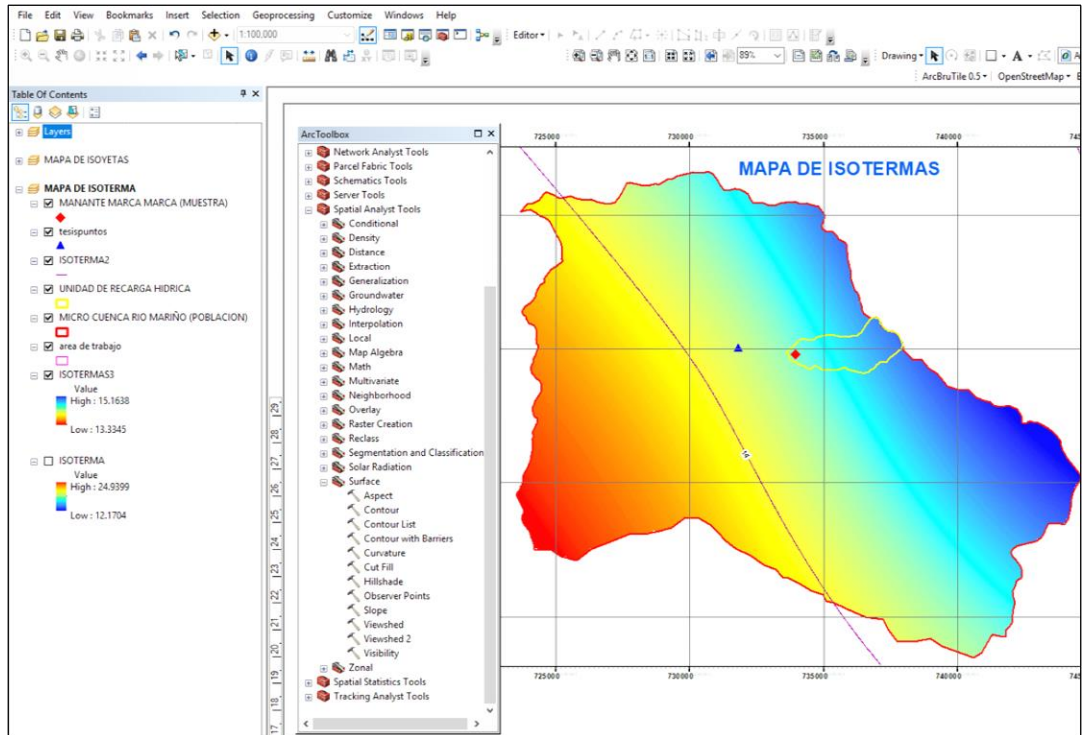 File Edit View Bookmarks Insert Selection Geoprocessing Customize Windows Help
1:100,000
Editor
89%
Drawing
A
ArcBruTile 0.5 OpenStreetMap
Table Of Contents
Layers
MAPA DE ISOYETAS
MAPA DE ISOTERMA
MANANTE MARCA MARCA (MUESTRA)
tesispuntos
ISOTERMA2
UNIDAD DE RECARGA HIDRICA
MICRO CUENCA RIO MARIÑO (POBLACION)
area de trabajo
ISOTERMAS3
Value
High : 15.1638
Low : 13.3345
ISOTERMA
Value
High : 24.9399
Low : 12.1704
ArcToolbox
Network Analyst Tools
Parcel Fabric Tools
Schematics Tools
Server Tools
Spatial Analyst Tools
Conditional
Density
Distance
Extraction
Generalization
Groundwater
Hydrology
Interpolation
Local
Map Algebra
Math
Multivariate
Neighborhood
Overlay
Raster Creation
Reclass
Segmentation and Classification
Solar Radiation
Surface
Aspect
Contour
Contour List
Contour with Barriers
Curvature
Cut Fill
Hillshade
Observer Points
Slope
Viewshed
Viewshed 2
Visibility
Zonal
Spatial Statistics Tools
Tracking Analyst Tools
29
28
27
26
25
24
23
22
21
20
19
18
17
725000 730000 735000 740000
MAPA DE ISOTERMAS
14
725000 730000 735000 740000